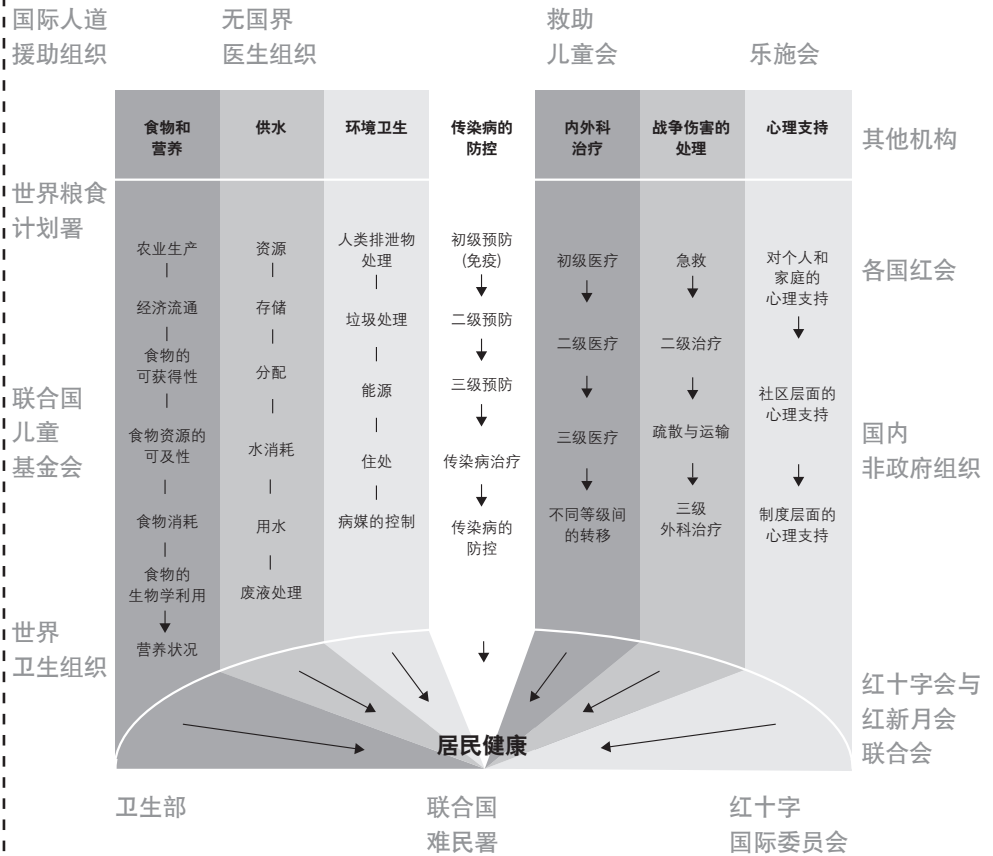 国际人道
援助组织
无国界
医生组织
救助
儿童会
乐施会
食物和
营养
供水
环境卫生
传染病的
防控
内外科
治疗
战争伤害的
处理
心理支持
其他机构
世界粮食
计划署
农业生产
经济流通
食物的
可获得性
食物资源的
可及性
食物消耗
食物的
生物学利用
营养状况
资源
存储
分配
水消耗
用水
废液处理
人类排泄物
处理
垃圾处理
能源
住处
病媒的控制
初级预防
(免疫)
二级预防
三级预防
传染病治疗
传染病的
防控
初级医疗
二级医疗
三级医疗
不同等级间
的转移
急救
二级治疗
疏散与运输
三级
外科治疗
对个人和
家庭的
心理支持
社区层面的
心理支持
制度层面的
心理支持
各国红会
联合国
儿童
基金会
国内
非政府组织
世界
卫生组织
红十字会与
红新月会
联合会
居民健康
卫生部
联合国
难民署
红十字
国际委员会